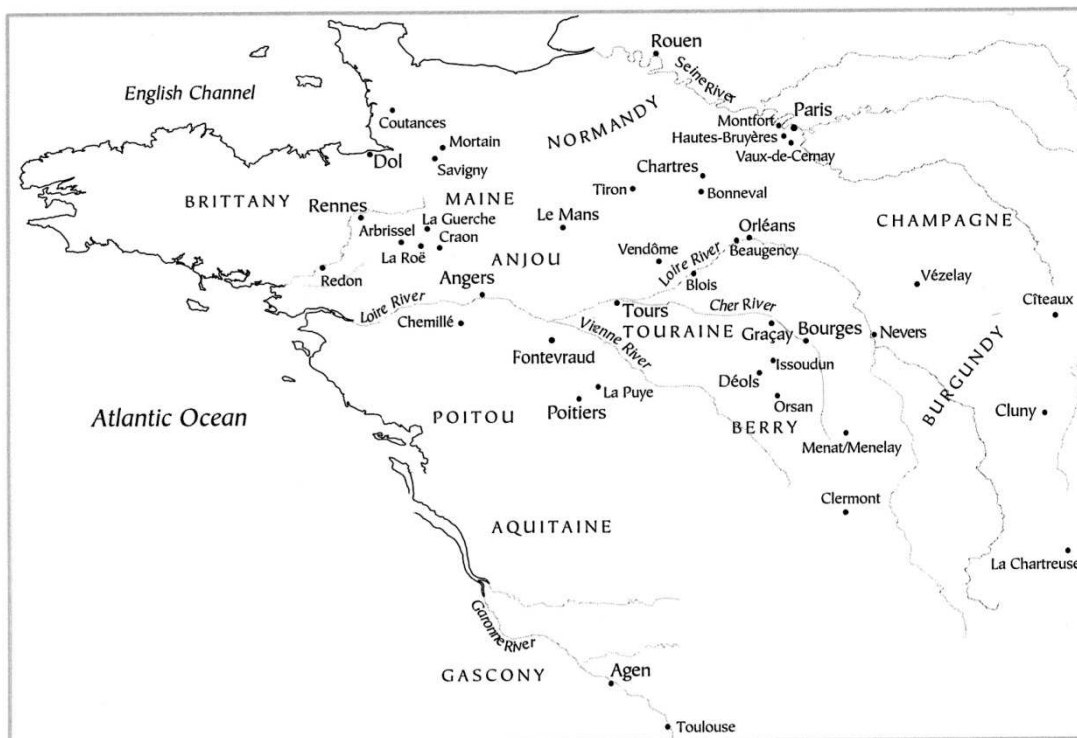 Rouen
Seine River
English Channel
Paris
Montfort
Hautes-Bruyères
Vaux-de-Cernay
Coutances
NORMANDY
Mortain
Dol
Savigny
Chartres
Tiron
Bonneval
BRITTANY
MAINE
Rennes
La Guerche
Le Mans
CHAMPAGNE
Arbrissel
Craon
La Roë
Orléans
Beaugency
ANJOU
Vendôme
Loire River
Redon
Angers
Blois
Vézelay
Loire River
Cher River
Cîteaux
Chemillé
Tours
TOURAINE
Graçay
Bourges
Nevers
Vienne River
Fontevraud
Issoudun
Déols
La Puye
Orsan
BURGUNDY
Atlantic Ocean
POITOU
Poitiers
BERRY
Cluny
Menat/Menelay
Clermont
AQUITAINE
La Chartreuse
Garonne River
GASCONY
Agen
Toulouse